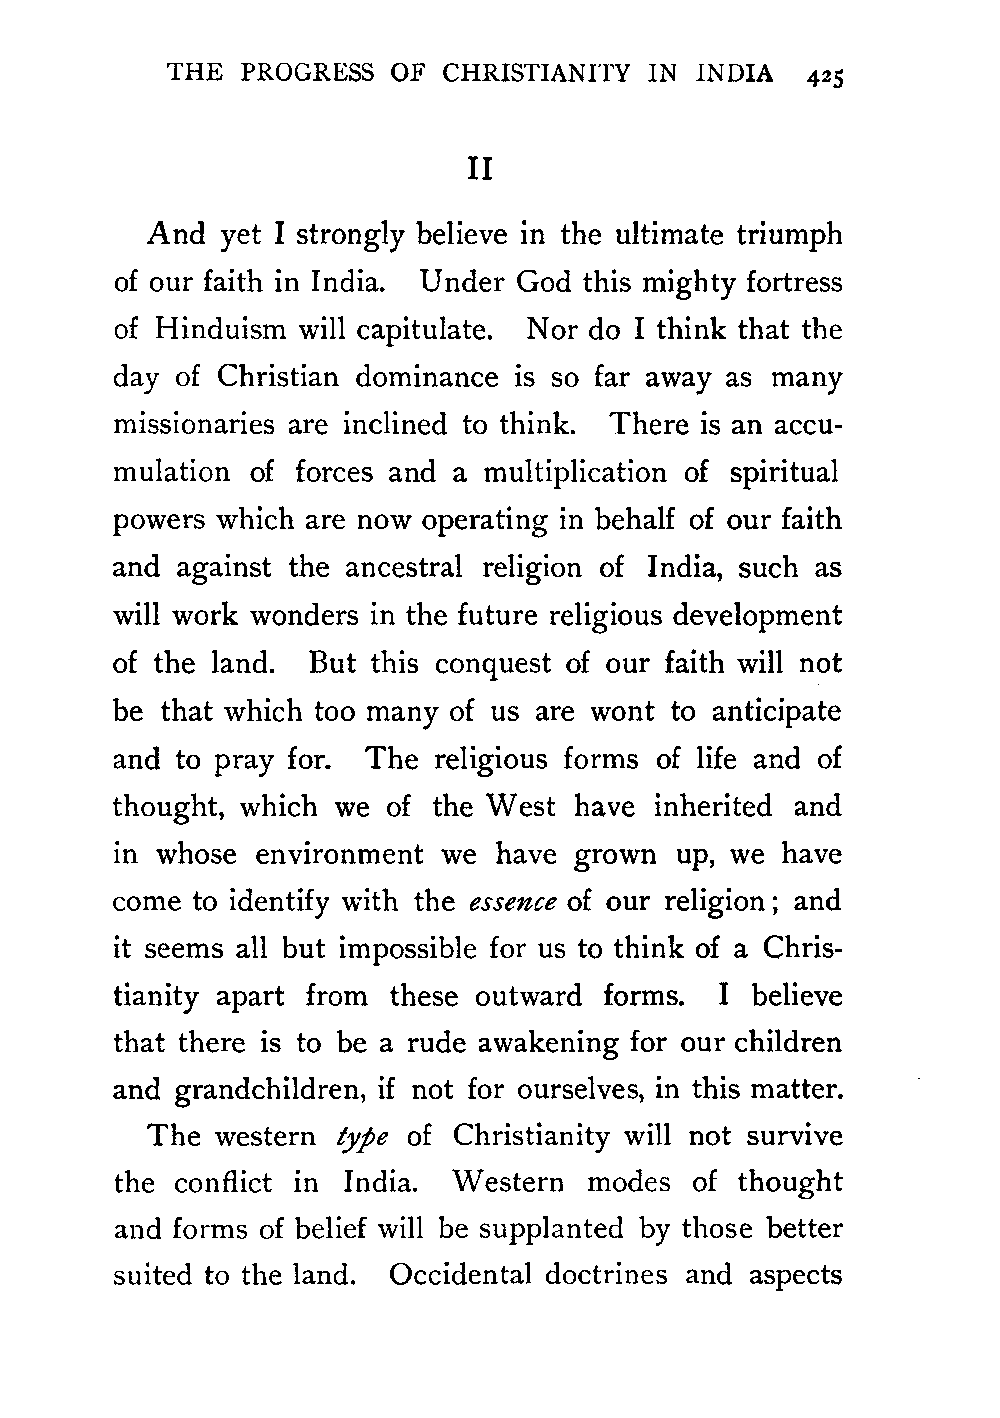 THE PROGRESS OF CHRISTIANITY IN INDIA 425
II
And yet I strongly believe in the ultimate triumph
of our faith in India. Under God this mighty fortress
of Hinduism will capitulate. Nor do I think that the
day of Christian dominance is so far away as many
missionaries are inclined to think. There is an accu-
mulation of forces and a multiplication of spiritual
powers which are now operating in behalf of our faith
and against the ancestral religion of India, such as
will work wonders in the future religious development
of the land. But this conquest of our faith will not
be that which too many of us are wont to anticipate
and to pray for. The religious forms of life and of
thought, which we of the West have inherited and
in whose environment we have grown up, we have
come to identify with the essence of our religion; and
it seems all but impossible for us to think of a Chris-
tianity apart from these outward forms. I believe
that there is to be a rude awakening for our children
and grandchildren, if not for ourselves, in this matter.
The western type of Christianity will not survive
the conflict in India. Western modes of thought
and forms of belief will be supplanted by those better
suited to the land. Occidental doctrines and aspects